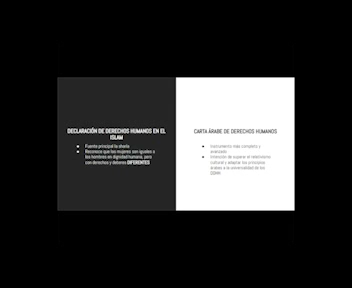 DECLARACIÓN DE DERECHOS HUMANOS EN EL
ISLAM
● Fuente principal la sharia
● Reconoce que las mujeres son iguales a
los hombres en dignidad humana, pero
con derechos y deberes DIFERENTES
CARTA ÁRABE DE DERECHOS HUMANOS
● Instrumento más completo y
avanzado
● Intención de superar el relativismo
cultural y adaptar los principios
árabes a la universalidad de los
DDHH